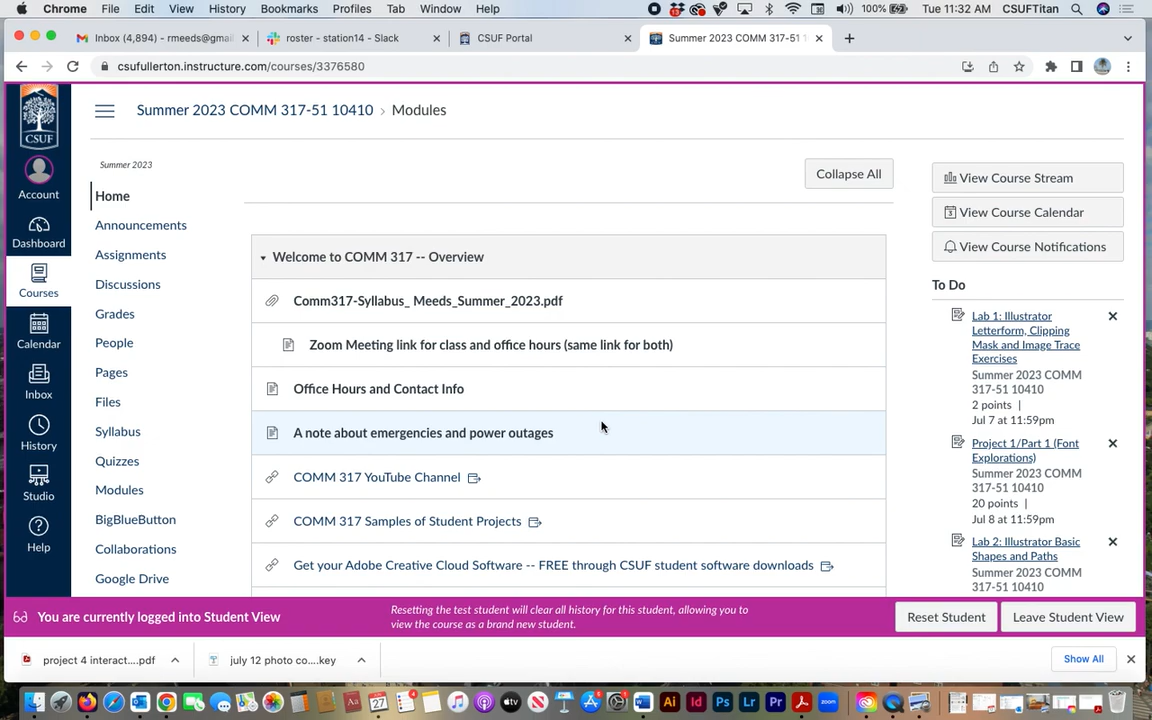 Chrome File Edit View History Bookmarks Profiles Tab Window Help 100% Tue 11:32 AM CSUFTitan
Inbox (4,894) - rmeeds@gmai × roster - station14 - Slack × CSUF Portal × Summer 2023 COMM 317-51 1 × +
csufullerton.instructure.com/courses/3376580
CSUF
Account
Dashboard
Courses
Calendar
Inbox
History
Studio
Help
Summer 2023 COMM 317-51 10410 › Modules
Summer 2023
Home
Announcements
Assignments
Discussions
Grades
People
Pages
Files
Syllabus
Quizzes
Modules
BigBlueButton
Collaborations
Google Drive
Collapse All
Welcome to COMM 317 -- Overview
Comm317-Syllabus_ Meeds_Summer_2023.pdf
Zoom Meeting link for class and office hours (same link for both)
Office Hours and Contact Info
A note about emergencies and power outages
COMM 317 YouTube Channel
COMM 317 Samples of Student Projects
Get your Adobe Creative Cloud Software -- FREE through CSUF student software downloads
View Course Stream
View Course Calendar
View Course Notifications
To Do
Lab 1: Illustrator
Letterform, Clipping
Mask and Image Trace
Exercises
Summer 2023 COMM
317-51 10410
2 points |
Jul 7 at 11:59pm
Project 1/Part 1 (Font
Explorations)
Summer 2023 COMM
317-51 10410
20 points |
Jul 8 at 11:59pm
Lab 2: Illustrator Basic
Shapes and Paths
Summer 2023 COMM
317-51 10410
You are currently logged into Student View
Resetting the test student will clear all history for this student, allowing you to
view the course as a brand new student.
Reset Student
Leave Student View
project 4 interact....pdf
july 12 photo co....key
Show All
27 4 Ai Id Ps Lr Pr zoom